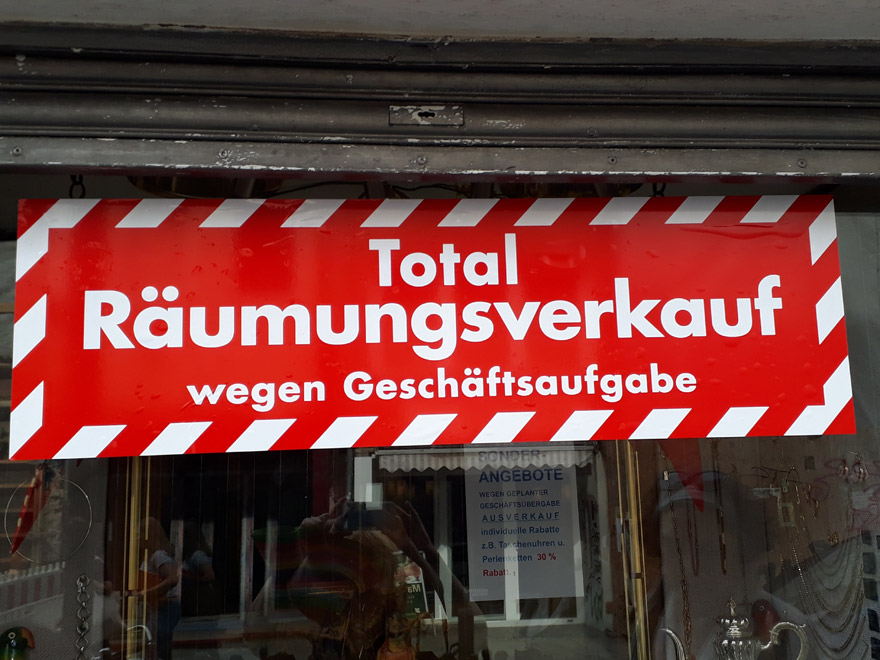 Total
Räumungsverkauf
wegen Geschäftsaufgabe
SONDER-
ANGEBOTE
WEGEN GEPLANTER
GESCHÄFTSÜBERGABE
AUSVERKAUF
individuelle Rabatte
z.B. Taschenuhren u.
Perlenketten 30 %
Rabatt.